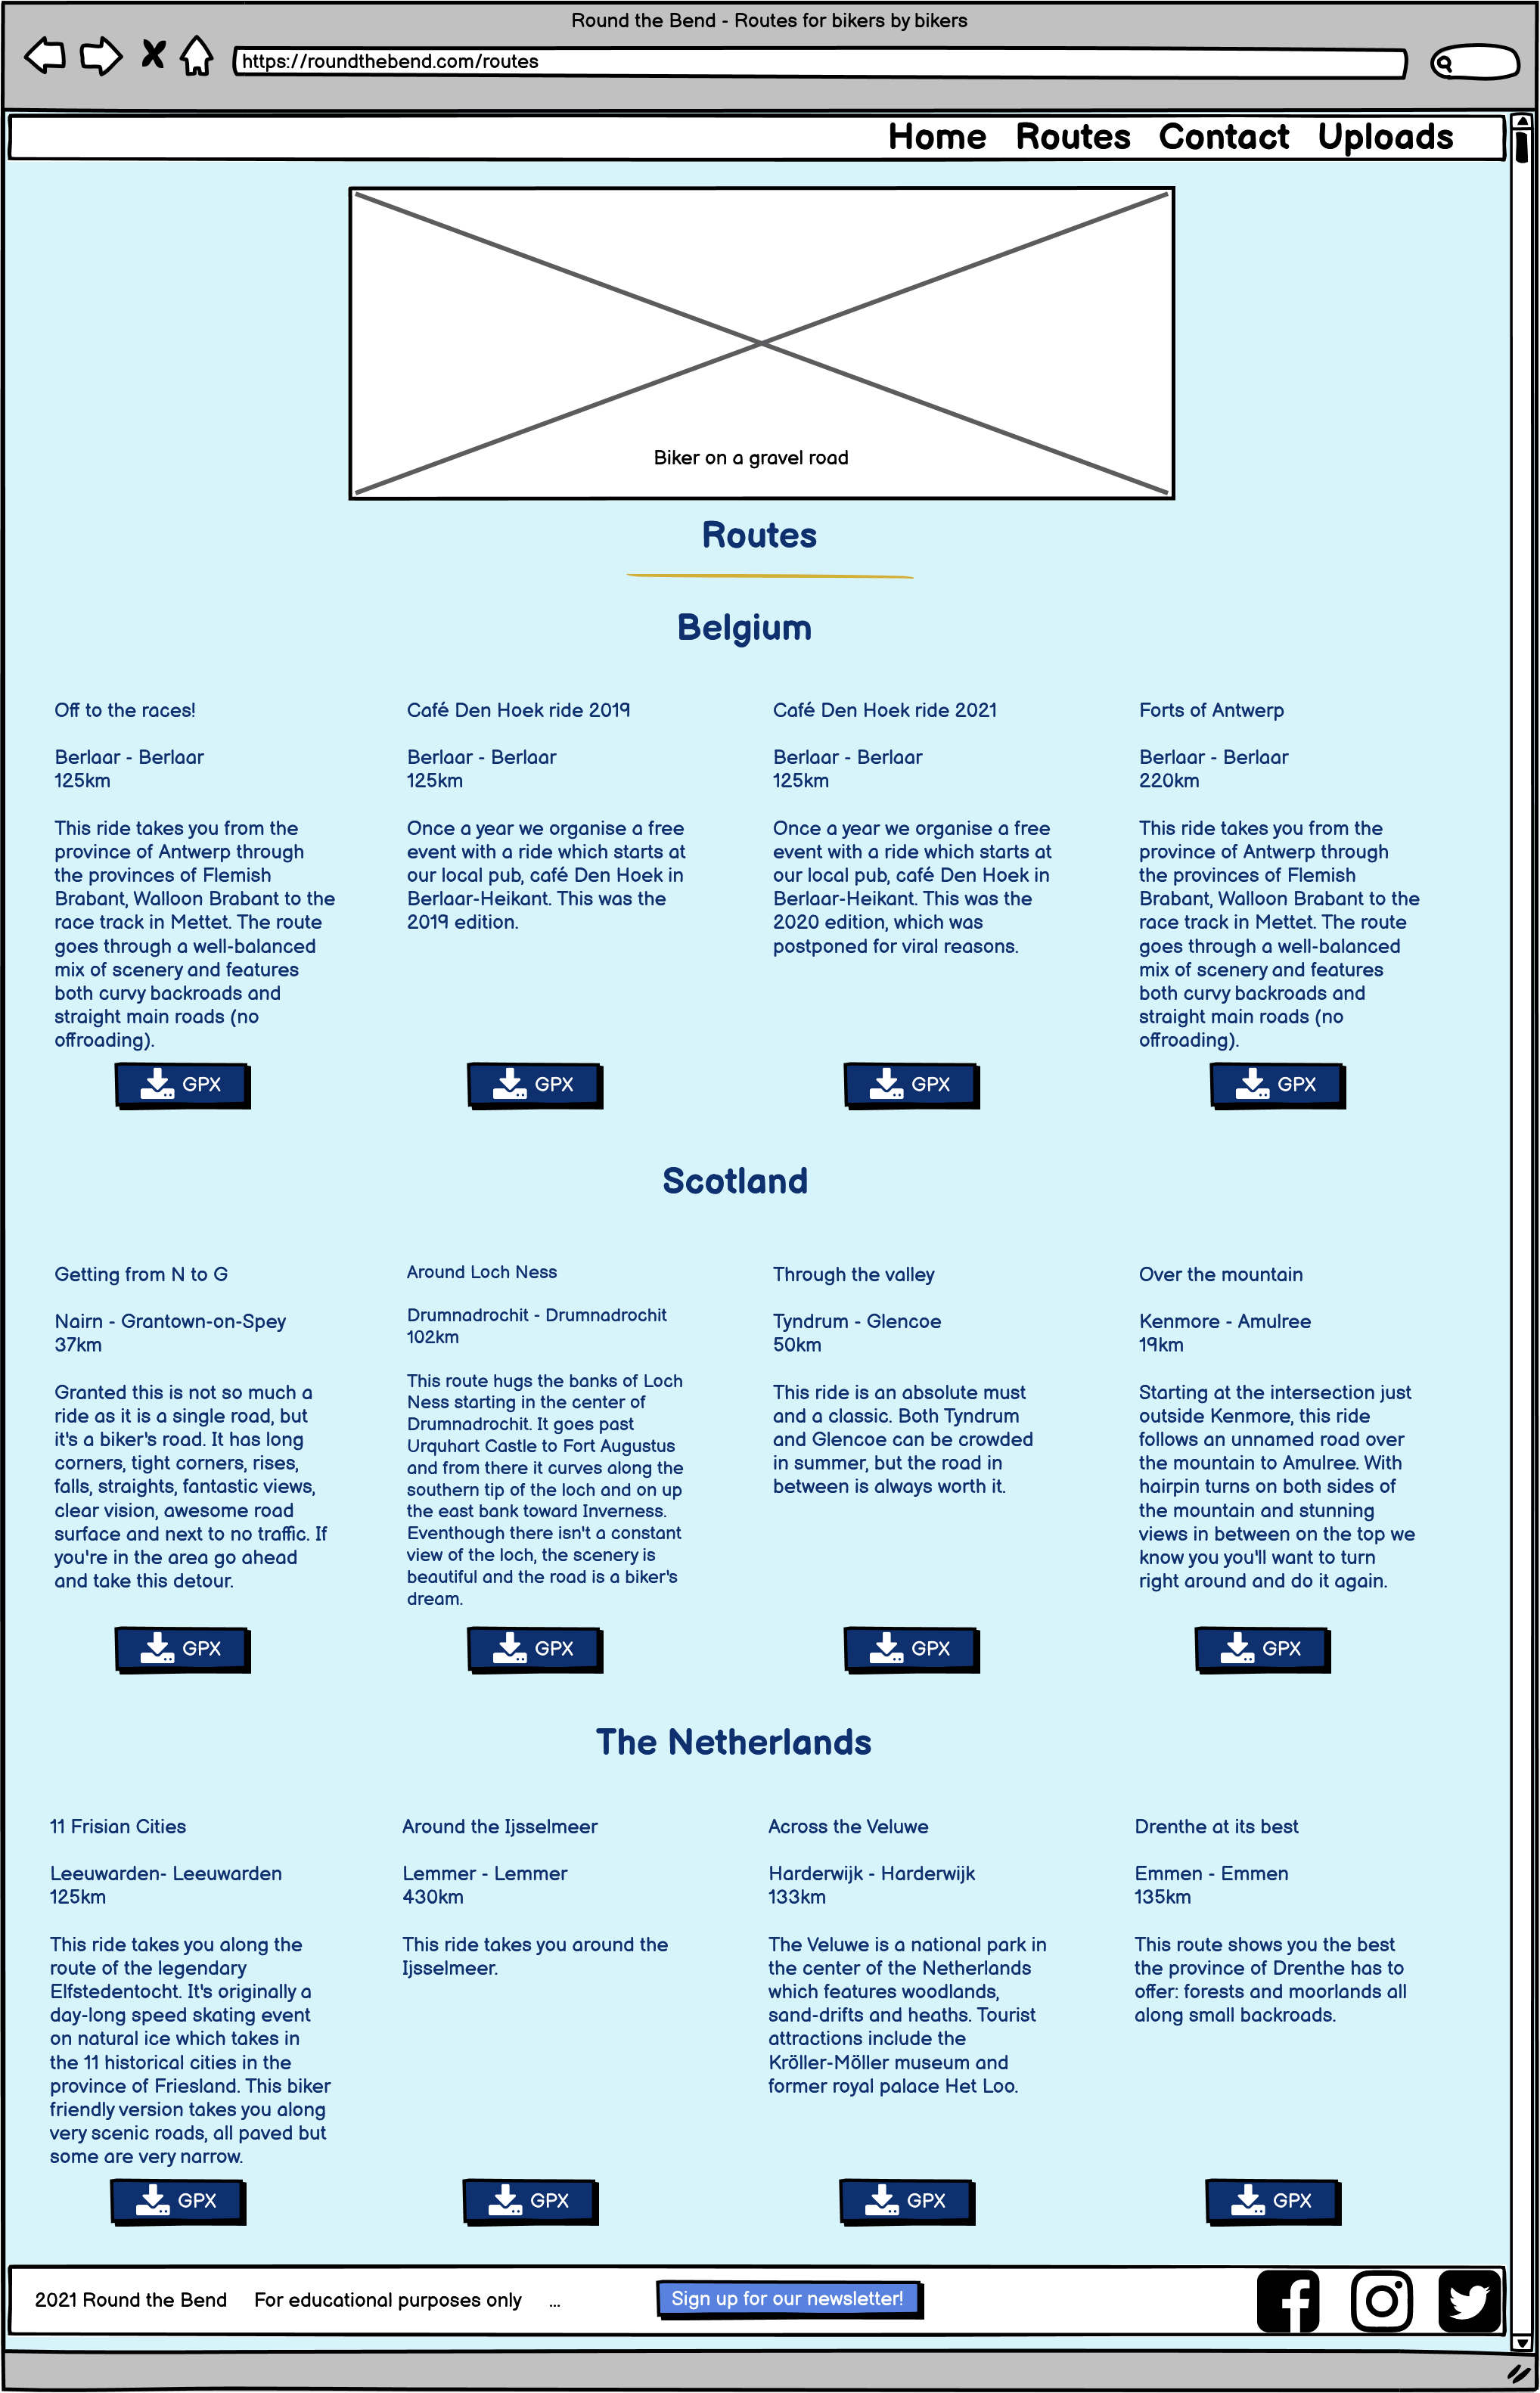 Round the Bend - Routes for bikers by bikers
https://roundthebend.com/routes
Home Routes Contact Uploads
Biker on a gravel road
Routes
Belgium
Off to the races!
Berlaar - Berlaar
125km
This ride takes you from the
province of Antwerp through
the provinces of Flemish
Brabant, Walloon Brabant to the
race track in Mettet. The route
goes through a well-balanced
mix of scenery and features
both curvy backroads and
straight main roads (no
offroading).
GPX
Café Den Hoek ride 2019
Berlaar - Berlaar
125km
Once a year we organise a free
event with a ride which starts at
our local pub, café Den Hoek in
Berlaar-Heikant. This was the
2019 edition.
GPX
Café Den Hoek ride 2021
Berlaar - Berlaar
125km
Once a year we organise a free
event with a ride which starts at
our local pub, café Den Hoek in
Berlaar-Heikant. This was the
2020 edition, which was
postponed for viral reasons.
GPX
Forts of Antwerp
Berlaar - Berlaar
220km
This ride takes you from the
province of Antwerp through
the provinces of Flemish
Brabant, Walloon Brabant to the
race track in Mettet. The route
goes through a well-balanced
mix of scenery and features
both curvy backroads and
straight main roads (no
offroading).
GPX
Scotland
Getting from N to G
Nairn - Grantown-on-Spey
37km
Granted this is not so much a
ride as it is a single road, but
it's a biker's road. It has long
corners, tight corners, rises,
falls, straights, fantastic views,
clear vision, awesome road
surface and next to no traffic. If
you're in the area go ahead
and take this detour.
GPX
Around Loch Ness
Drumnadrochit - Drumnadrochit
102km
This route hugs the banks of Loch
Ness starting in the center of
Drumnadrochit. It goes past
Urquhart Castle to Fort Augustus
and from there it curves along the
southern tip of the loch and on up
the east bank toward Inverness.
Eventhough there isn't a constant
view of the loch, the scenery is
beautiful and the road is a biker's
dream.
GPX
Through the valley
Tyndrum - Glencoe
50km
This ride is an absolute must
and a classic. Both Tyndrum
and Glencoe can be crowded
in summer, but the road in
between is always worth it.
GPX
Over the mountain
Kenmore - Amulree
19km
Starting at the intersection just
outside Kenmore, this ride
follows an unnamed road over
the mountain to Amulree. With
hairpin turns on both sides of
the mountain and stunning
views in between on the top we
know you you'll want to turn
right around and do it again.
GPX
The Netherlands
11 Frisian Cities
Leeuwarden- Leeuwarden
125km
This ride takes you along the
route of the legendary
Elfstedentocht. It's originally a
day-long speed skating event
on natural ice which takes in
the 11 historical cities in the
province of Friesland. This biker
friendly version takes you along
very scenic roads, all paved but
some are very narrow.
GPX
Around the Ijsselmeer
Lemmer - Lemmer
430km
This ride takes you around the
Ijsselmeer.
GPX
Across the Veluwe
Harderwijk - Harderwijk
133km
The Veluwe is a national park in
the center of the Netherlands
which features woodlands,
sand-drifts and heaths. Tourist
attractions include the
Kröller-Möller museum and
former royal palace Het Loo.
GPX
Drenthe at its best
Emmen - Emmen
135km
This route shows you the best
the province of Drenthe has to
offer: forests and moorlands all
along small backroads.
GPX
2021 Round the Bend For educational purposes only ... Sign up for our newsletter!